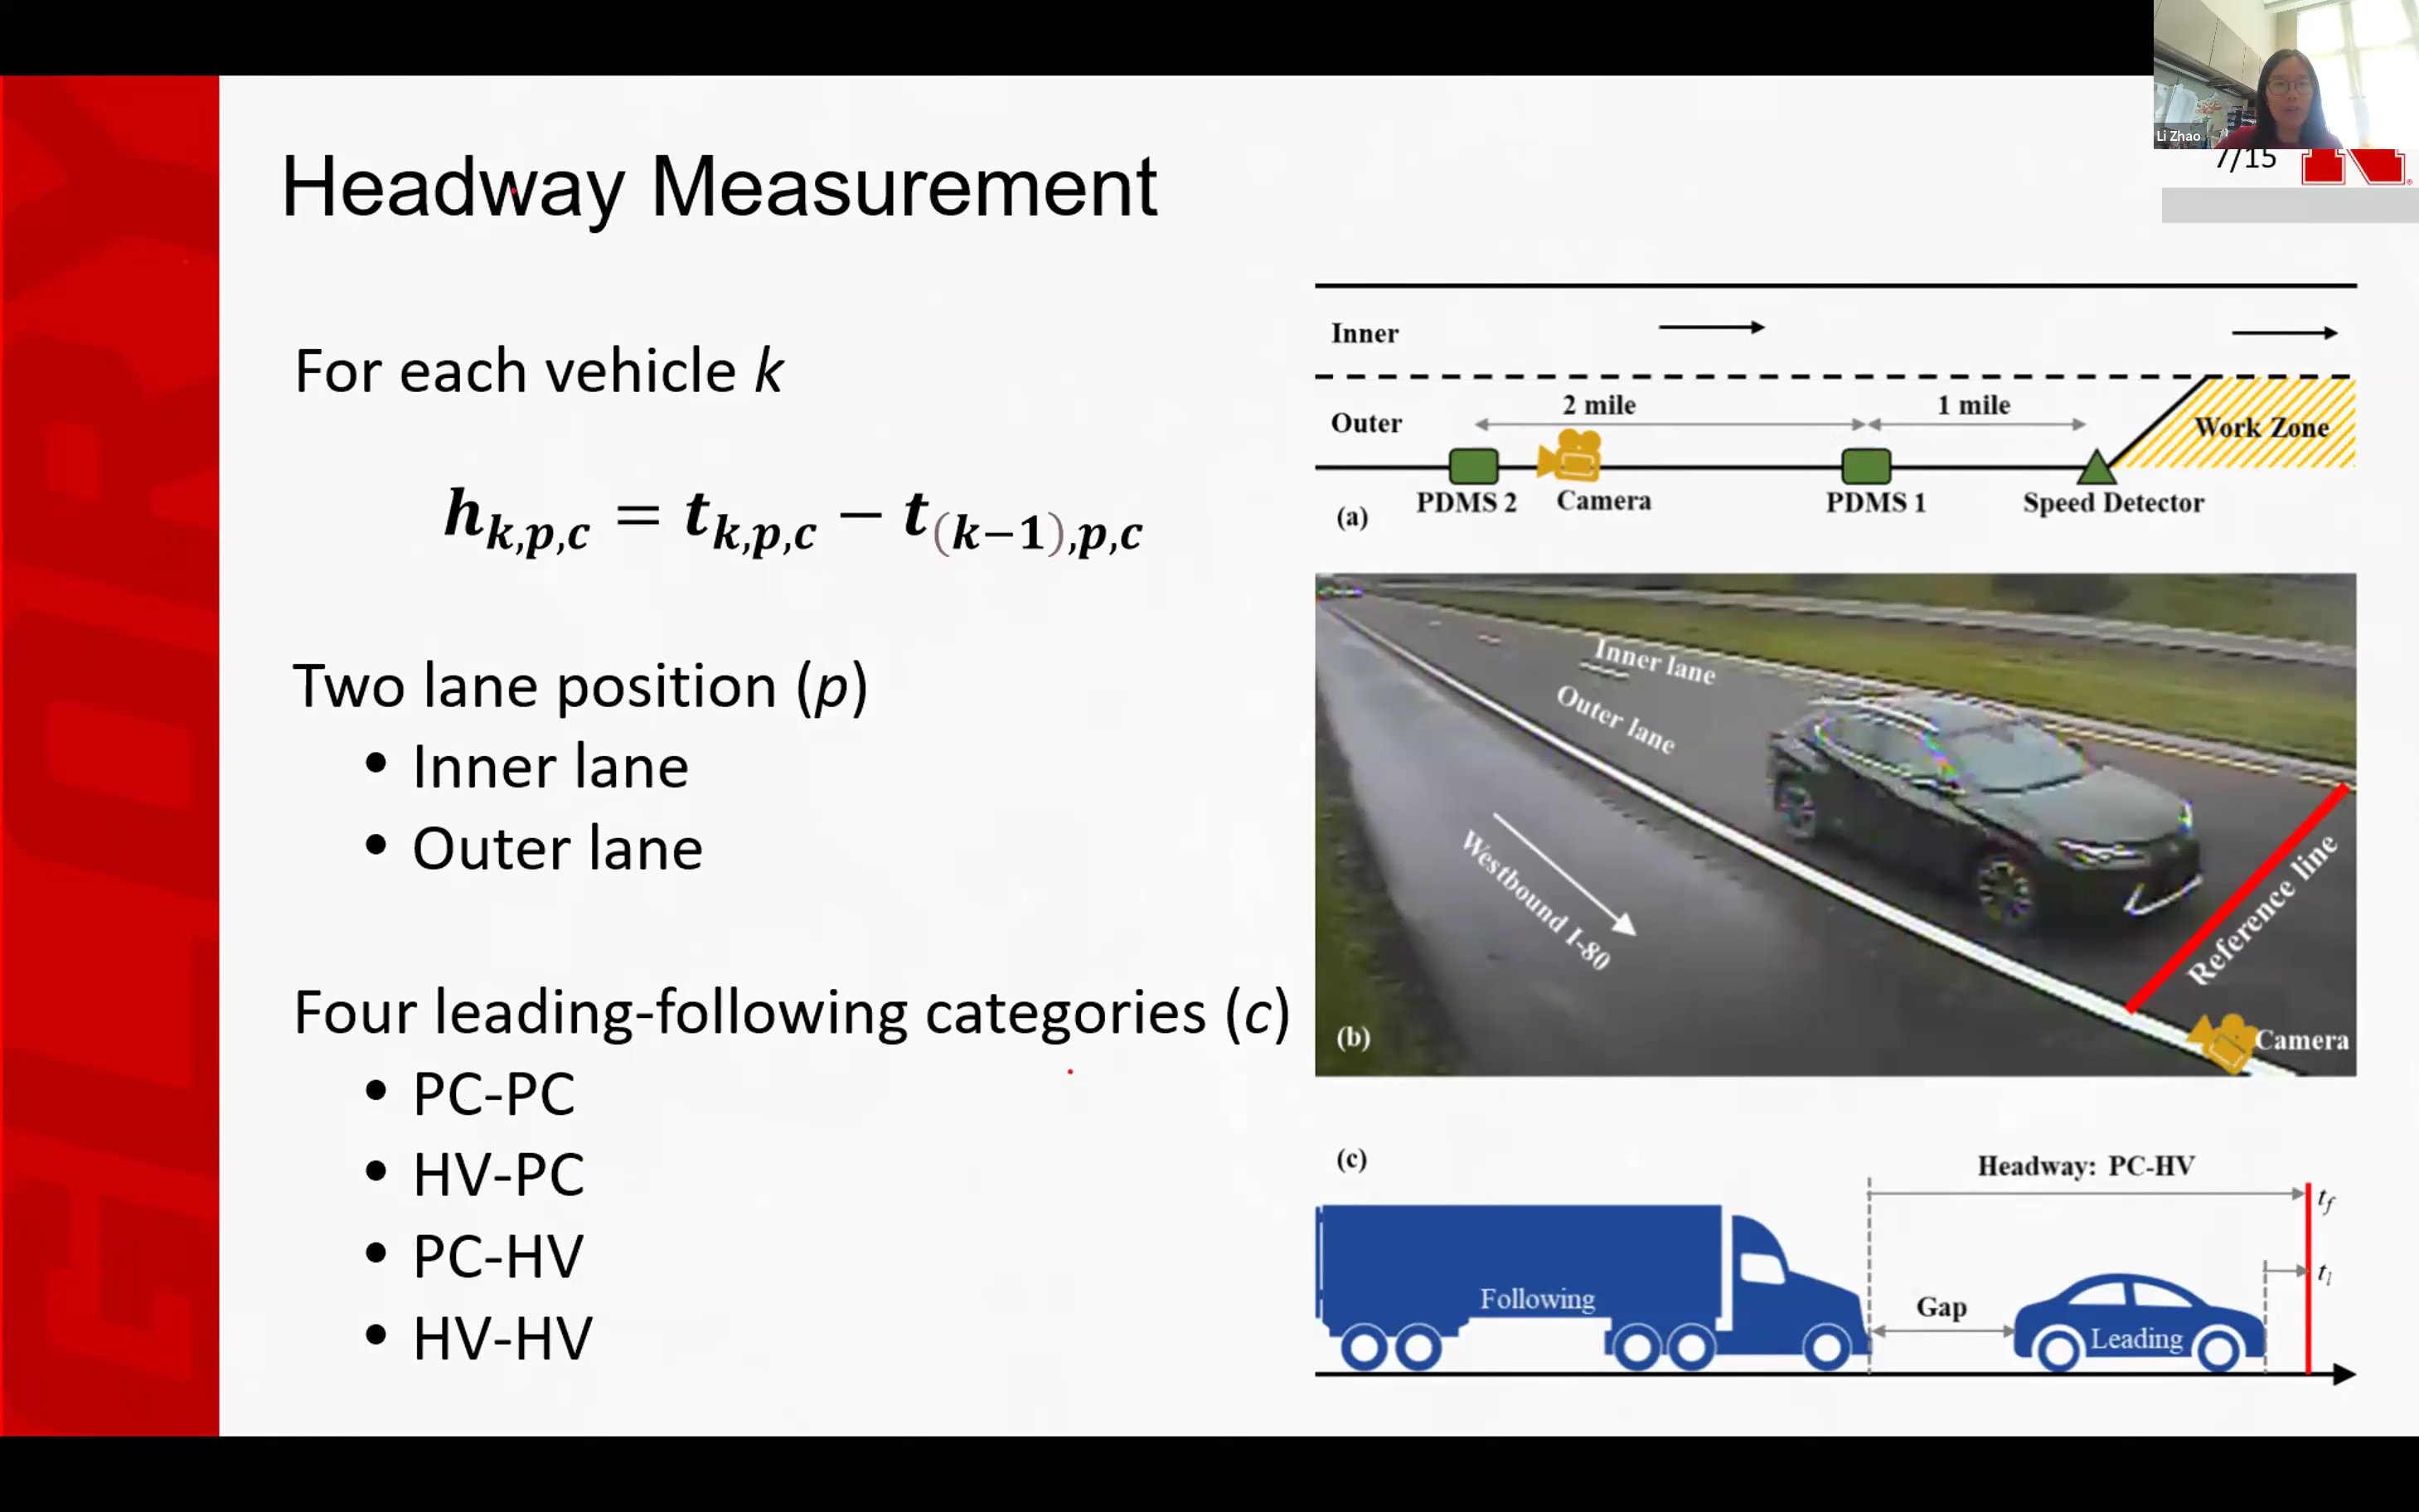 Li Zhao
7/15
Headway Measurement
For each vehicle k
h_{k,p,c} = t_{k,p,c} − t_{(k−1),p,c}
Two lane position (p)
• Inner lane
• Outer lane
Four leading-following categories (c)
• PC-PC
• HV-PC
• PC-HV
• HV-HV
Inner
Outer
2 mile
1 mile
Work Zone
PDMS 2
Camera
PDMS 1
Speed Detector
(a)
Inner lane
Outer lane
Westbound I-80
Reference line
Camera
(b)
(c)
Headway: PC-HV
t_f
t_l
Following
Gap
Leading